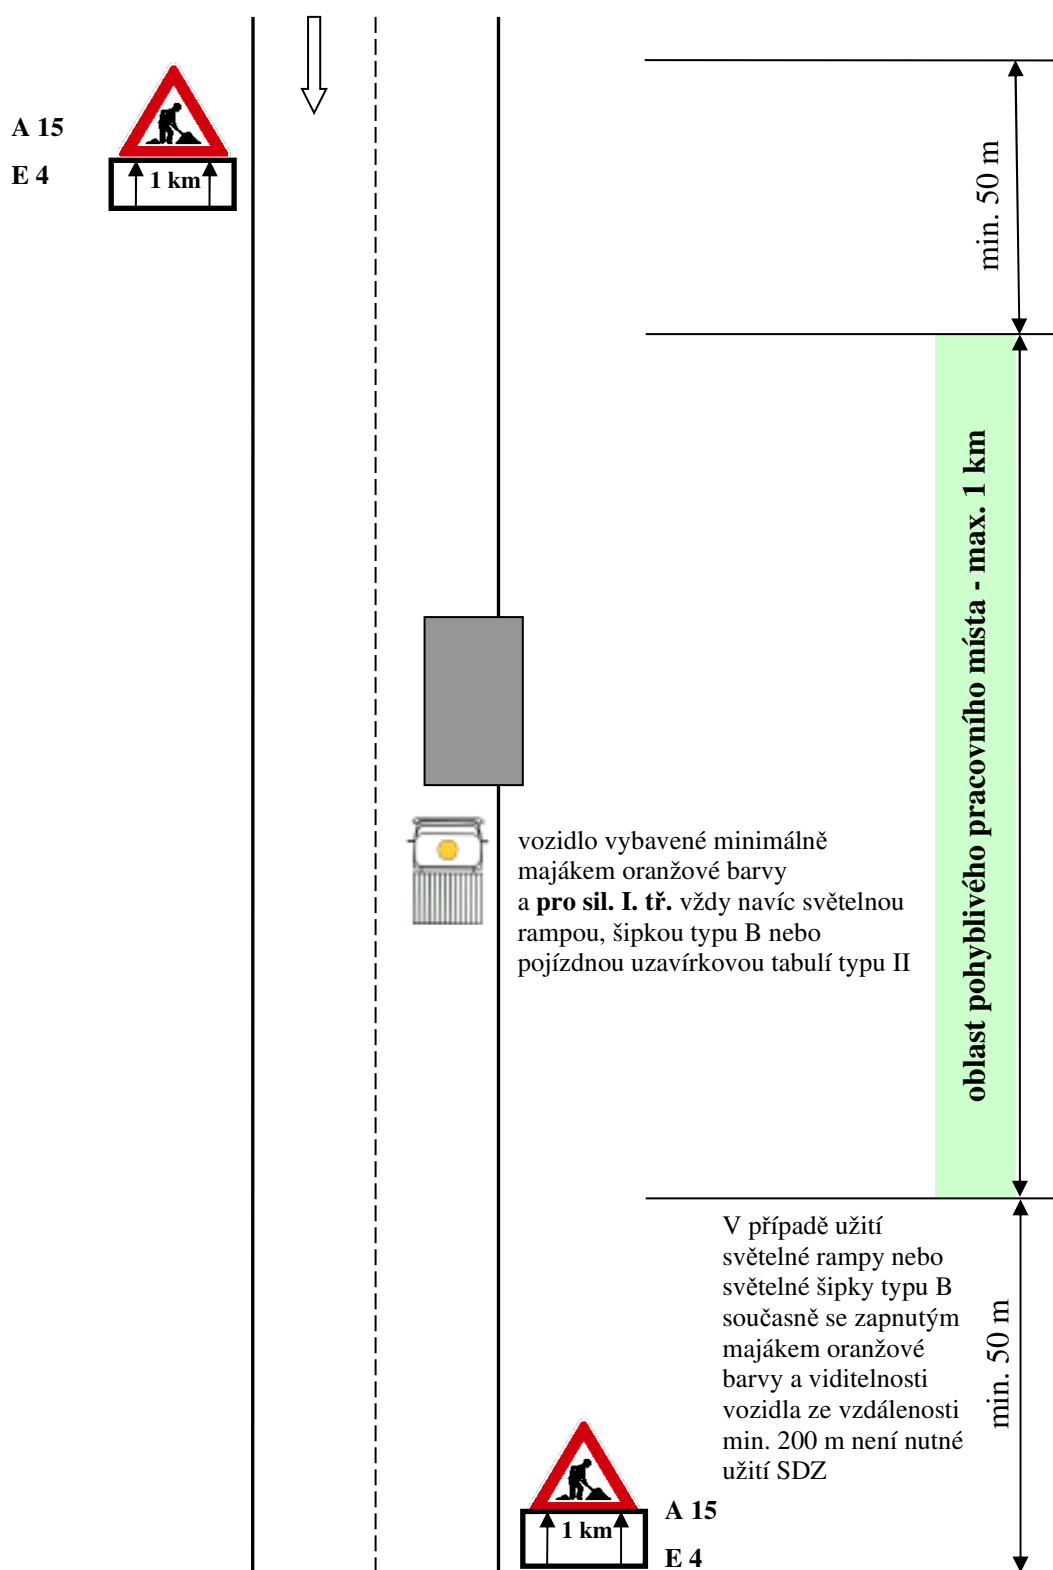 A 15
E 4
1 km
min. 50 m
oblast pohyblivého pracovního místa - max. 1 km
vozidlo vybavené minimálně
majákem oranžové barvy
a pro sil. I. tř. vždy navíc světelnou
rampou, šipkou typu B nebo
pojízdnou uzavírkovou tabulí typu II
V případě užití
světelné rampy nebo
světelné šipky typu B
současně se zapnutým
majákem oranžové
barvy a viditelnosti
vozidla ze vzdálenosti
min. 200 m není nutné
užití SDZ
min. 50 m
1 km
A 15
E 4